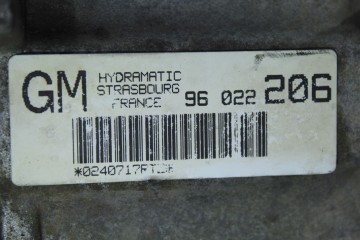 GM HYDRAMATIC
STRASBOURG
FRANCE 96 022 206